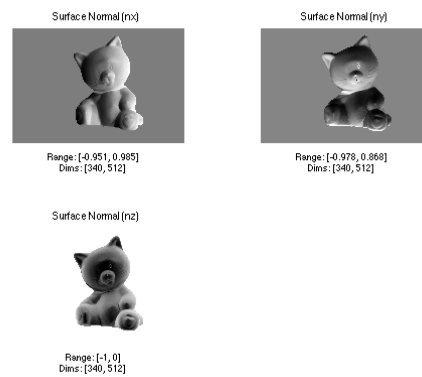 Surface Normal (nx)
Surface Normal (ny)
Range: [-0.951, 0.985]
Dims: [340, 512]
Range: [-0.978, 0.868]
Dims: [340, 512]
Surface Normal (nz)
Range: [-1, 0]
Dims: [340, 512]